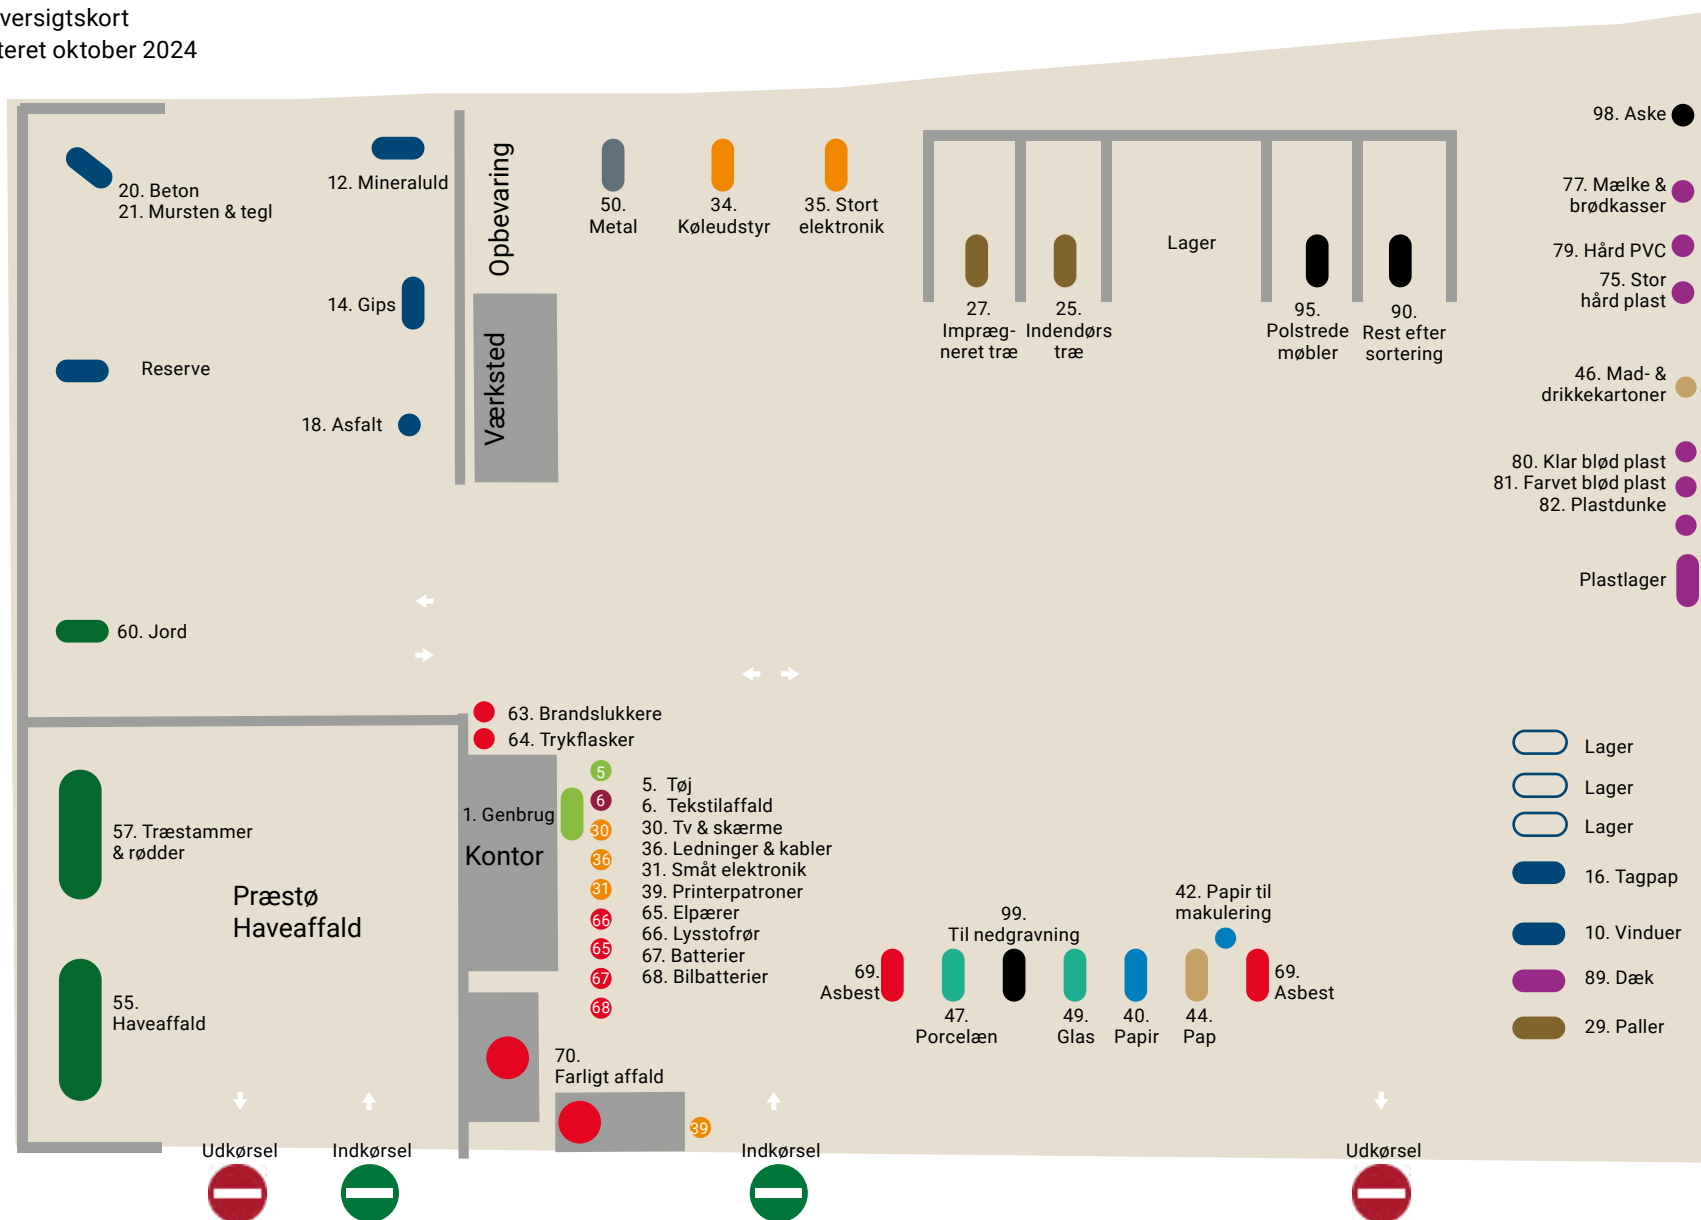 versigtskort
teret oktober 2024
98. Aske
20. Beton
21. Mursten & tegl
12. Mineraluld
Opbevaring
50.
Metal
34.
Køleudstyr
35. Stort
elektronik
Lager
77. Mælke &
brødkasser
79. Hård PVC
75. Stor
hård plast
14. Gips
27.
Impræg-
neret træ
25.
Indendørs
træ
95.
Polstrede
møbler
90.
Rest efter
sortering
Reserve
Værksted
46. Mad- &
drikkekartoner
18. Asfalt
80. Klar blød plast
81. Farvet blød plast
82. Plastdunke
Plastlager
60. Jord
63. Brandslukkere
64. Trykflasker
Lager
Lager
Lager
16. Tagpap
10. Vinduer
89. Dæk
29. Paller
1. Genbrug
Kontor
5
6
30
36
31
66
65
67
68
5. Tøj
6. Tekstilaffald
30. Tv & skærme
36. Ledninger & kabler
31. Småt elektronik
39. Printerpatroner
65. Elpærer
66. Lysstofrør
67. Batterier
68. Bilbatterier
57. Træstammer
& rødder
Præstø
Haveaffald
55.
Haveaffald
69.
Asbest
47.
Porcelæn
99.
Til nedgravning
49.
Glas
40.
Papir
42. Papir til
makulering
44.
Pap
69.
Asbest
70.
Farligt affald
39
Udkørsel
Indkørsel
Indkørsel
Udkørsel